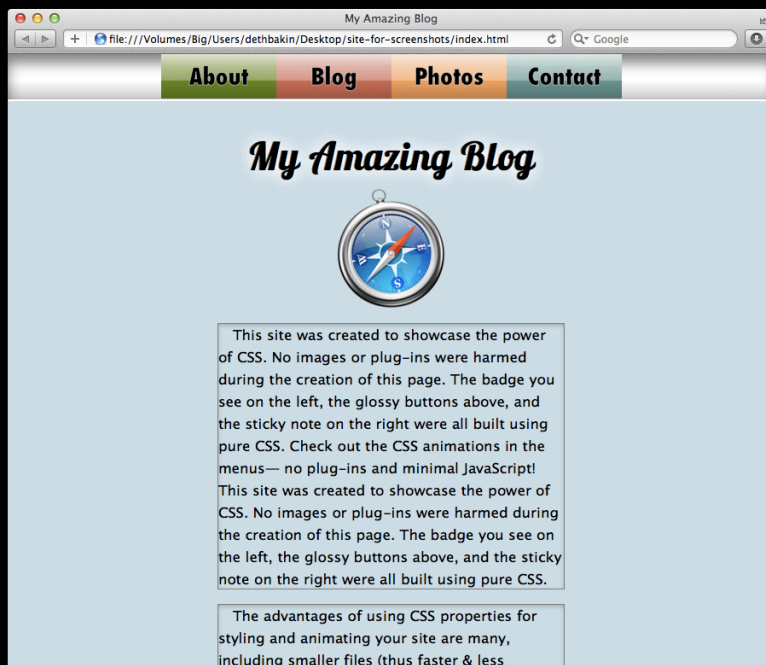 My Amazing Blog
file:///Volumes/Big/Users/dethbakin/Desktop/site-for-screenshots/index.html
Google
About Blog Photos Contact
My Amazing Blog
N
E
W
S
This site was created to showcase the power
of CSS. No images or plug-ins were harmed
during the creation of this page. The badge you
see on the left, the glossy buttons above, and
the sticky note on the right were all built using
pure CSS. Check out the CSS animations in the
menus— no plug-ins and minimal JavaScript!
This site was created to showcase the power of
CSS. No images or plug-ins were harmed during
the creation of this page. The badge you see on
the left, the glossy buttons above, and the sticky
note on the right were all built using pure CSS.
The advantages of using CSS properties for
styling and animating your site are many,
including smaller files (thus faster & less